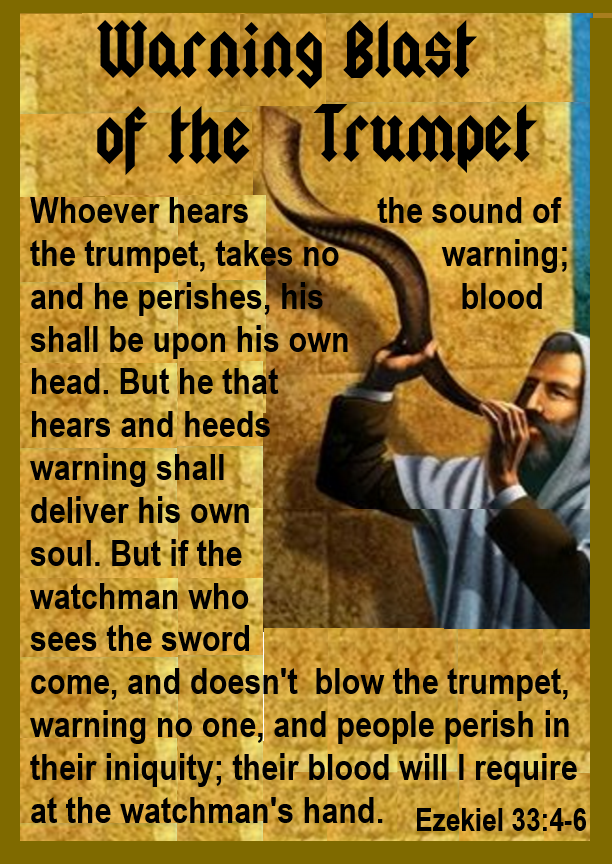 Warning Blast
of the Trumpet
Whoever hears the sound of
the trumpet, takes no warning;
and he perishes, his blood
shall be upon his own
head. But he that
hears and heeds
warning shall
deliver his own
soul. But if the
watchman who
sees the sword
come, and doesn't blow the trumpet,
warning no one, and people perish in
their iniquity; their blood will I require
at the watchman's hand. Ezekiel 33:4-6